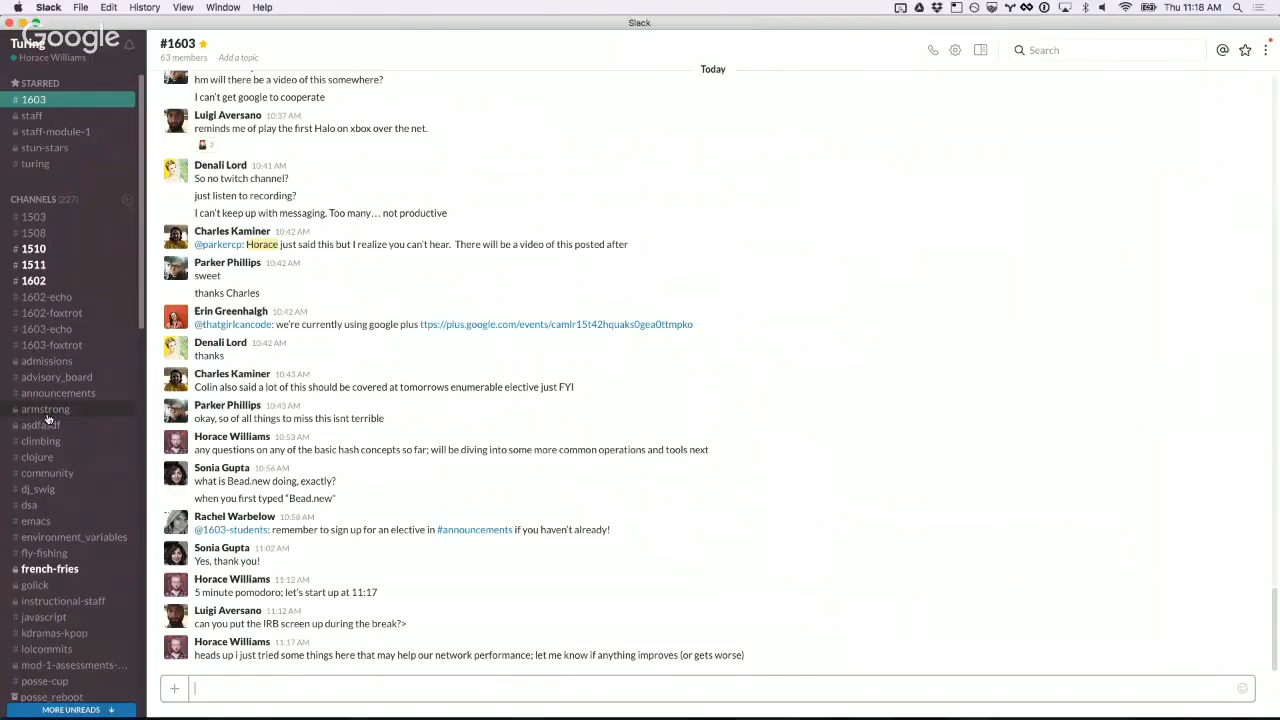 Slack File Edit History View Window Help Thu 11:18 AM
Slack
Google
Turing
Horace Williams
STARRED
# 1603
staff
staff-module-1
stun-stars
# turing
CHANNELS (227)
# 1503
# 1508
# 1510
# 1511
# 1602
# 1602-echo
# 1602-foxtrot
# 1603-echo
# 1603-foxtrot
admissions
advisory_board
# announcements
armstrong
asdfasdf
# climbing
# clojure
# community
# dj_swig
# dsa
# emacs
# environment_variables
# fly-fishing
french-fries
golick
instructional-staff
# javascript
# kdramas-kpop
# lolcommits
mod-1-assessments-...
# posse-cup
posse_reboot
MORE UNREADS ↓
#1603
63 members Add a topic
Search
Today
hm will there be a video of this somewhere?
I can't get google to cooperate
Luigi Aversano 10:37 AM
reminds me of play the first Halo on xbox over the net.
2
Denali Lord 10:41 AM
So no twitch channel?
just listen to recording?
I can't keep up with messaging. Too many… not productive
Charles Kaminer 10:42 AM
@parkercp: Horace just said this but I realize you can't hear. There will be a video of this posted after
Parker Phillips 10:42 AM
sweet
thanks Charles
Erin Greenhalgh 10:42 AM
@thatgirlcancode: we're currently using google plus ttps://plus.google.com/events/camlr15t42hquaks0gea0ttmpko
Denali Lord 10:42 AM
thanks
Charles Kaminer 10:43 AM
Colin also said a lot of this should be covered at tomorrows enumerable elective just FYI
Parker Phillips 10:43 AM
okay, so of all things to miss this isnt terrible
Horace Williams 10:53 AM
any questions on any of the basic hash concepts so far; will be diving into some more common operations and tools next
Sonia Gupta 10:56 AM
what is Bead.new doing, exactly?
when you first typed "Bead.new"
Rachel Warbelow 10:58 AM
@1603-students: remember to sign up for an elective in #announcements if you haven't already!
Sonia Gupta 11:02 AM
Yes, thank you!
Horace Williams 11:12 AM
5 minute pomodoro; let's start up at 11:17
Luigi Aversano 11:12 AM
can you put the IRB screen up during the break?>
Horace Williams 11:17 AM
heads up i just tried some things here that may help our network performance; let me know if anything improves (or gets worse)